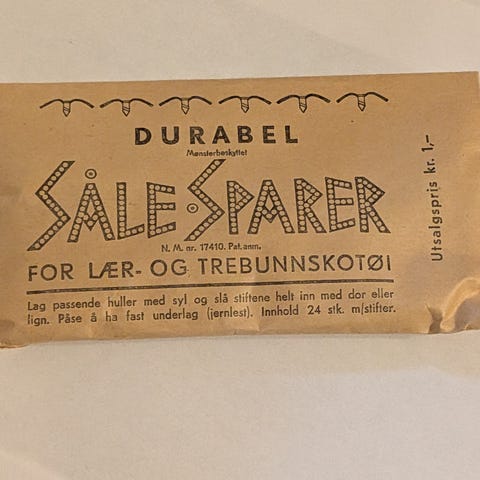 DURABEL
Mønsterbeskyttet
SÅLE-SPARER
N. M. nr. 17410. Pat. anm.
FOR LÆR- OG TREBUNNSKOTØI
Lag passende huller med syl og slå stiftene helt inn med dor eller
lign. Påse å ha fast underlag (jernlest). Innhold 24 stk. m/stifter.
Utsalgspris kr. 1,-